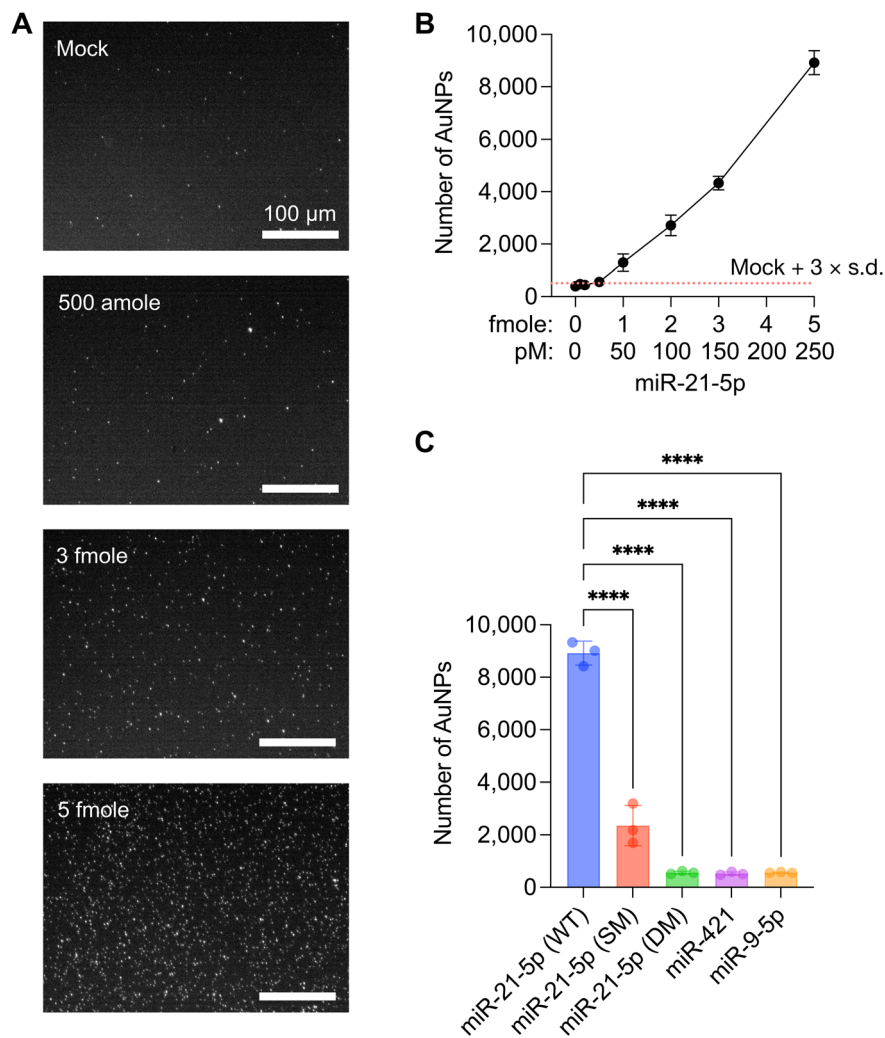 A
Mock
100 μm
500 amole
3 fmole
5 fmole
B
10,000
8,000
6,000
4,000
2,000
0
Number of AuNPs
Mock + 3 × s.d.
fmole: 0 1 2 3 4 5
pM: 0 50 100 150 200 250
miR-21-5p
C
****
****
****
****
10,000
8,000
6,000
4,000
2,000
0
Number of AuNPs
miR-21-5p (WT)
miR-21-5p (SM)
miR-21-5p (DM)
miR-421
miR-9-5p